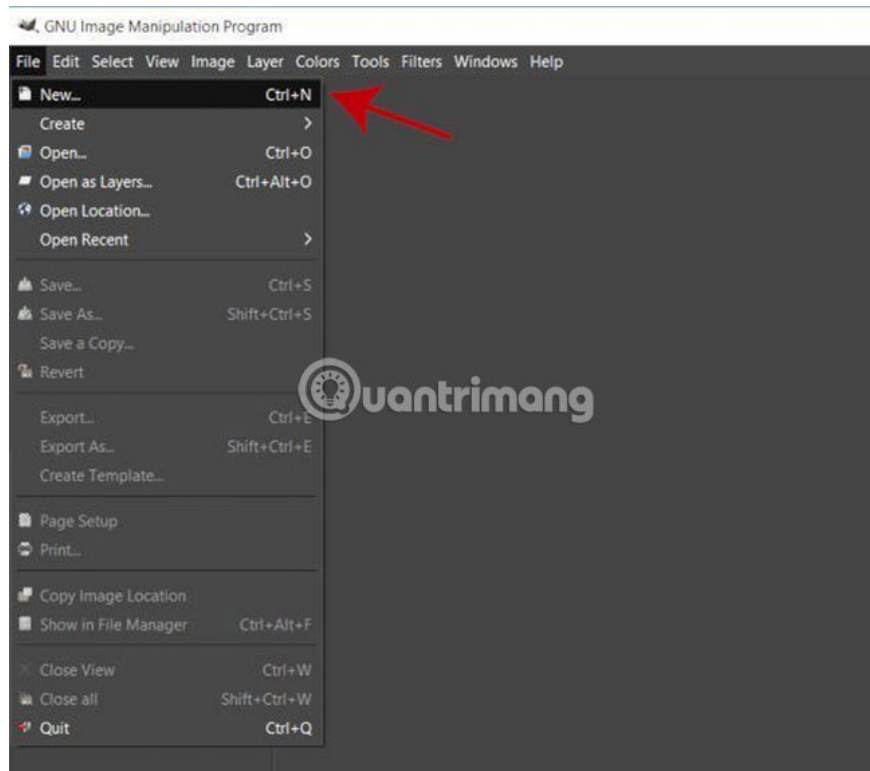 GNU Image Manipulation Program
File Edit Select View Image Layer Colors Tools Filters Windows Help
New... Ctrl+N
Create >
Open... Ctrl+O
Open as Layers... Ctrl+Alt+O
Open Location...
Open Recent >
Save... Ctrl+S
Save As... Shift+Ctrl+S
Save a Copy...
Revert
Quantrimang
Export... Ctrl+E
Export As... Shift+Ctrl+E
Create Template...
Page Setup
Print...
Copy Image Location
Show in File Manager Ctrl+Alt+F
Close View Ctrl+W
Close all Shift+Ctrl+W
Quit Ctrl+Q